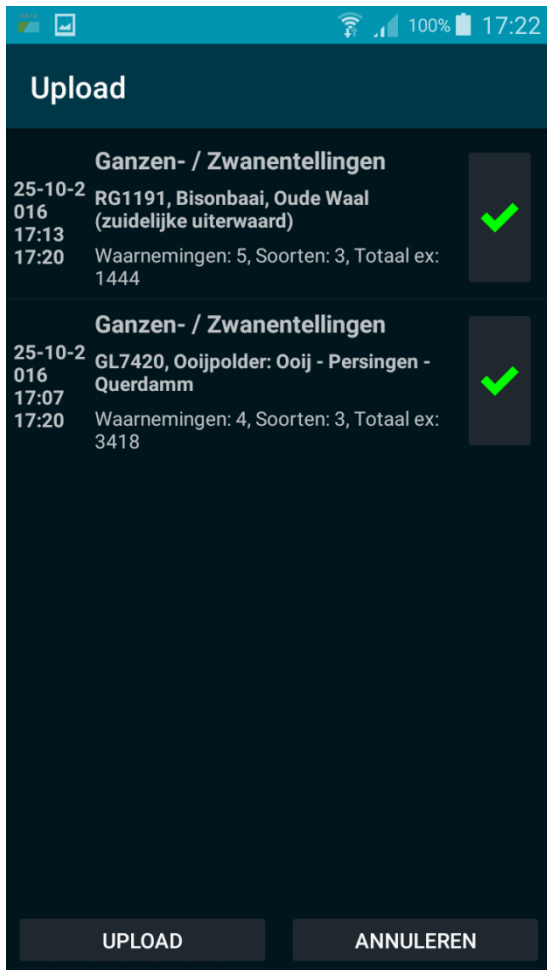 100% 17:22
Upload
Ganzen- / Zwanentellingen
25-10-2
016
17:13
17:20
RG1191, Bisonbaai, Oude Waal
(zuidelijke uiterwaard)
Waarnemingen: 5, Soorten: 3, Totaal ex:
1444
Ganzen- / Zwanentellingen
25-10-2
016
17:07
17:20
GL7420, Ooijpolder: Ooij - Persingen -
Querdamm
Waarnemingen: 4, Soorten: 3, Totaal ex:
3418
UPLOAD
ANNULEREN